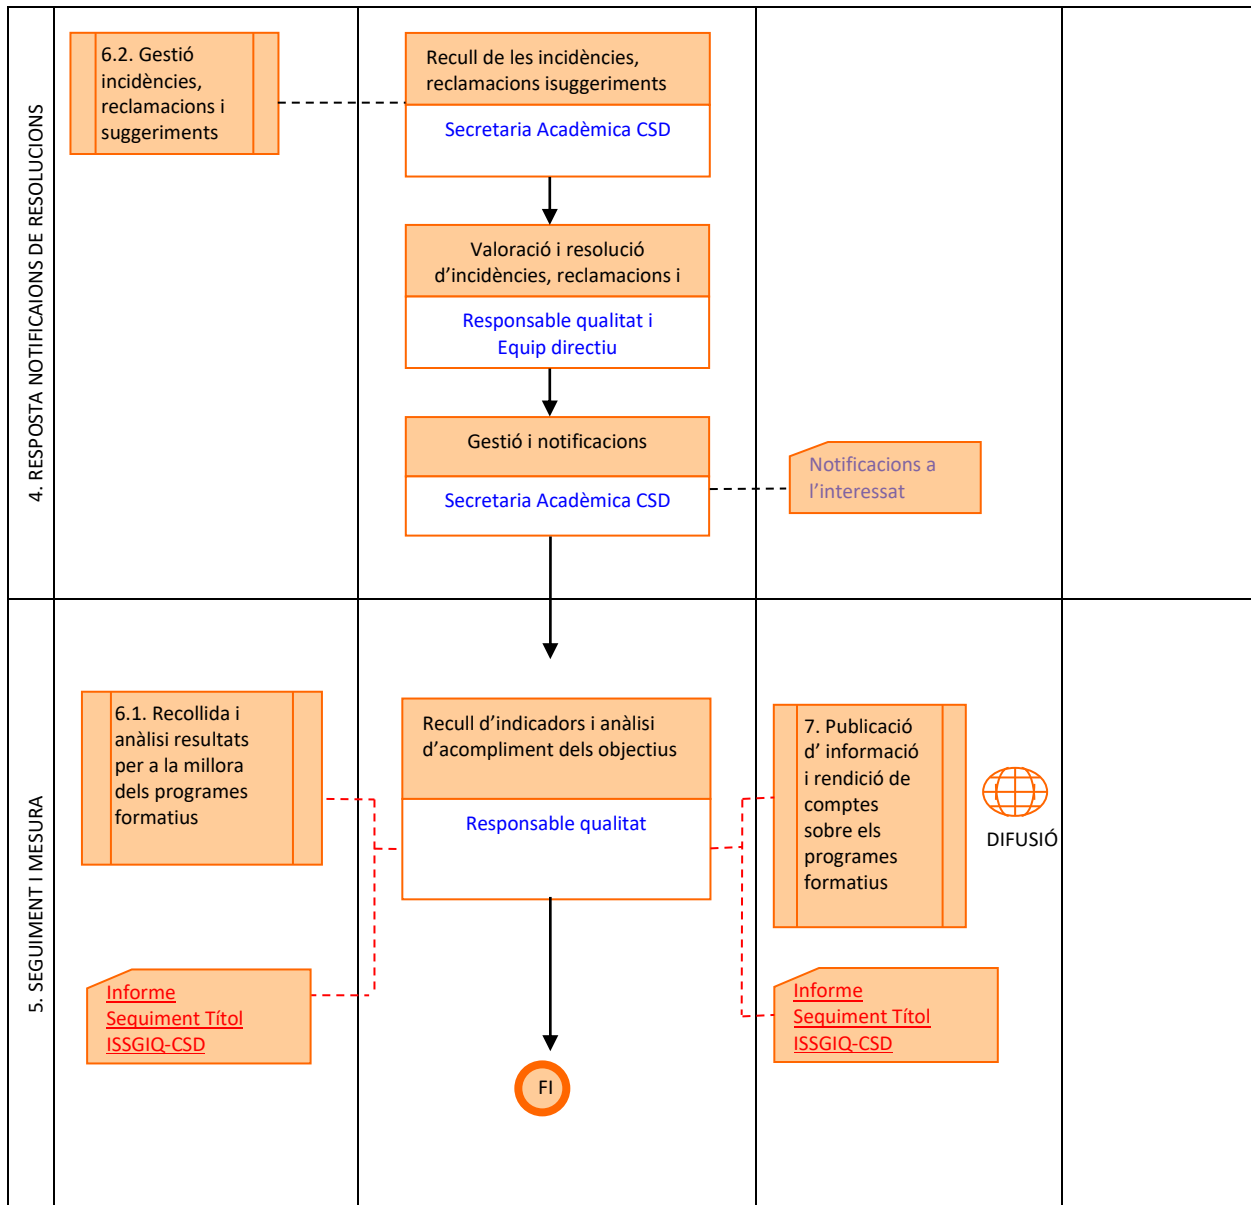 4. RESPOSTA NOTIFICAIONS DE RESOLUCIONS
6.2. Gestió
incidències,
reclamacions i
suggeriments
Recull de les incidències,
reclamacions isuggeriments
Secretaria Acadèmica CSD
Valoració i resolució
d’incidències, reclamacions i
Responsable qualitat i
Equip directiu
Gestió i notificacions
Secretaria Acadèmica CSD
Notificacions a
l’interessat
5. SEGUIMENT I MESURA
6.1. Recollida i
anàlisi resultats
per a la millora
dels programes
formatius
Informe
Seguiment Títol
ISSGIQ-CSD
Recull d’indicadors i anàlisi
d’acompliment dels objectius
Responsable qualitat
FI
7. Publicació
d’ informació
i rendició de
comptes
sobre els
programes
formatius
DIFUSIÓ
Informe
Seguiment Títol
ISSGIQ-CSD